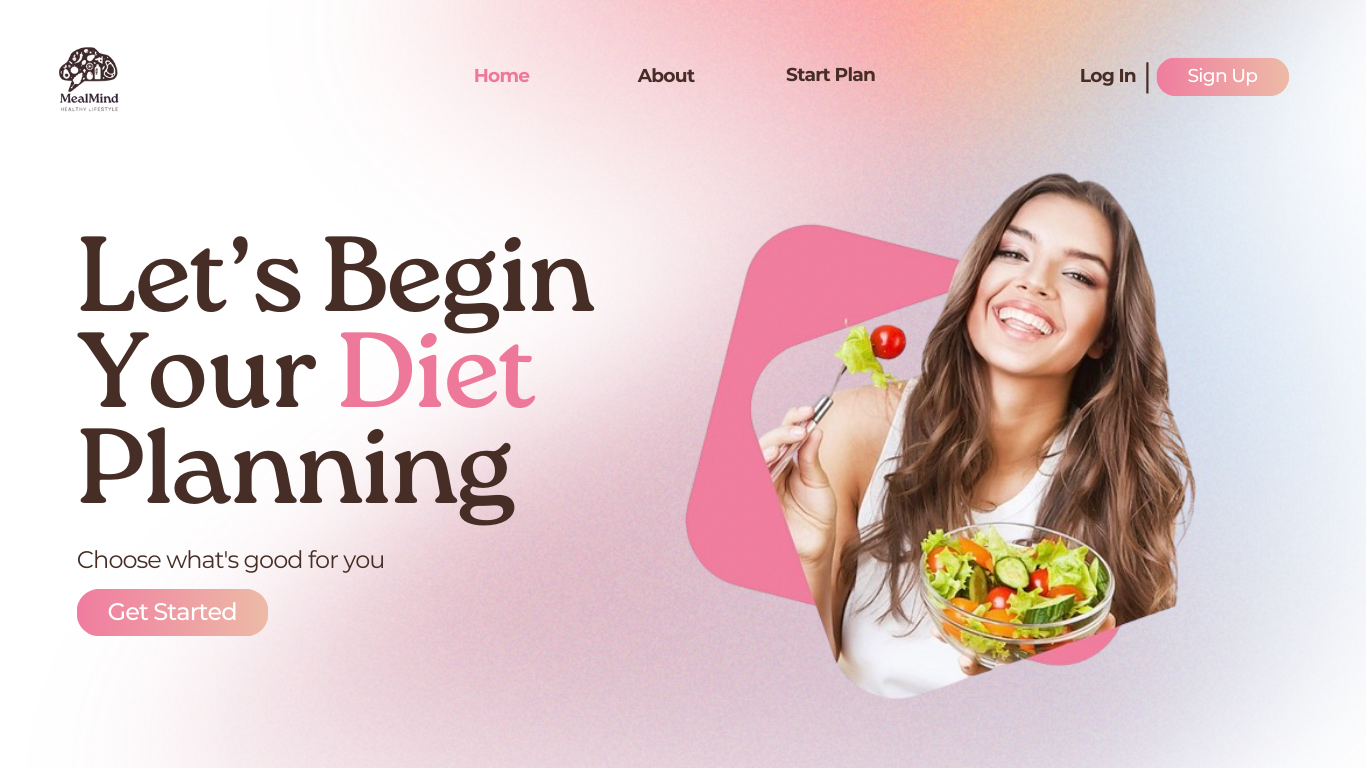 MealMind
HEALTHY LIFESTYLE
Home
About
Start Plan
Log In
Sign Up
Let's Begin
Your Diet
Planning
Choose what's good for you
Get Started